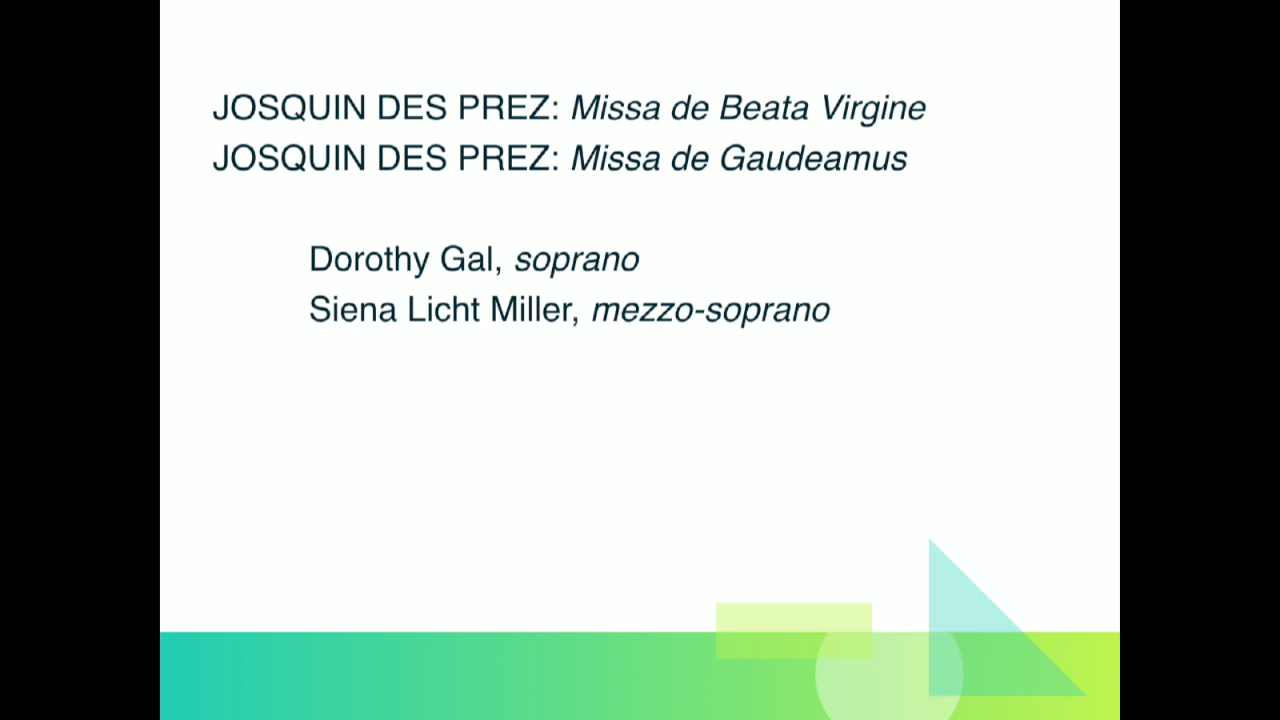 JOSQUIN DES PREZ: Missa de Beata Virgine
JOSQUIN DES PREZ: Missa de Gaudeamus
Dorothy Gal, soprano
Siena Licht Miller, mezzo-soprano